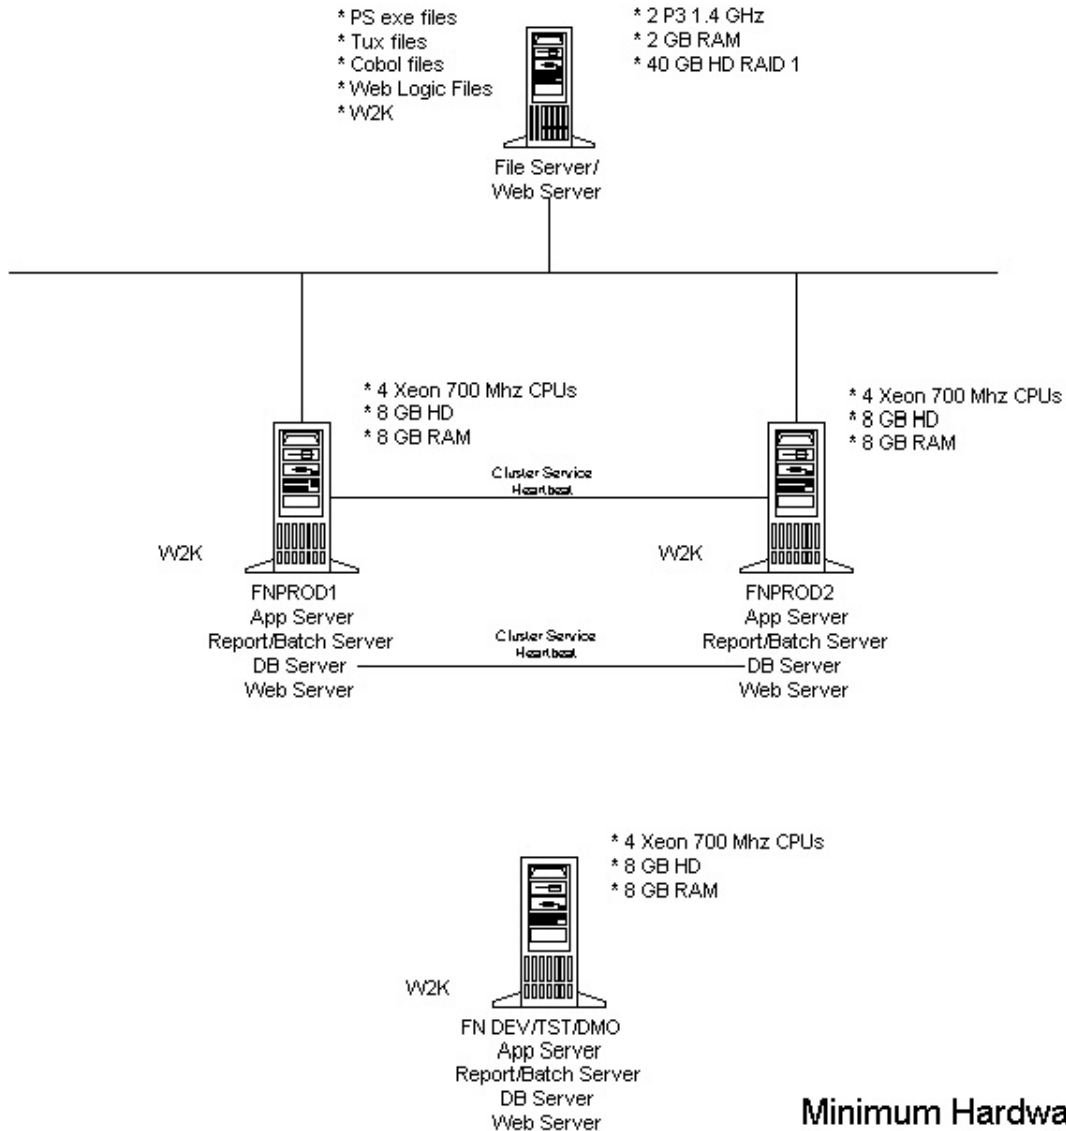 * PS exe files
* Tux files
* Cobol files
* Web Logic Files
* W2K
* 2 P3 1.4 GHz
* 2 GB RAM
* 40 GB HD RAID 1
File Server/
Web Server
* 4 Xeon 700 Mhz CPUs
* 8 GB HD
* 8 GB RAM
* 4 Xeon 700 Mhz CPUs
* 8 GB HD
* 8 GB RAM
Cluster Service
Heartbeat
W2K
W2K
FNPROD1
App Server
Report/Batch Server
DB Server
Web Server
FNPROD2
App Server
Report/Batch Server
DB Server
Web Server
Cluster Service
Heartbeat
* 4 Xeon 700 Mhz CPUs
* 8 GB HD
* 8 GB RAM
W2K
FN DEV/TST/DMO
App Server
Report/Batch Server
DB Server
Web Server
Minimum Hardwa